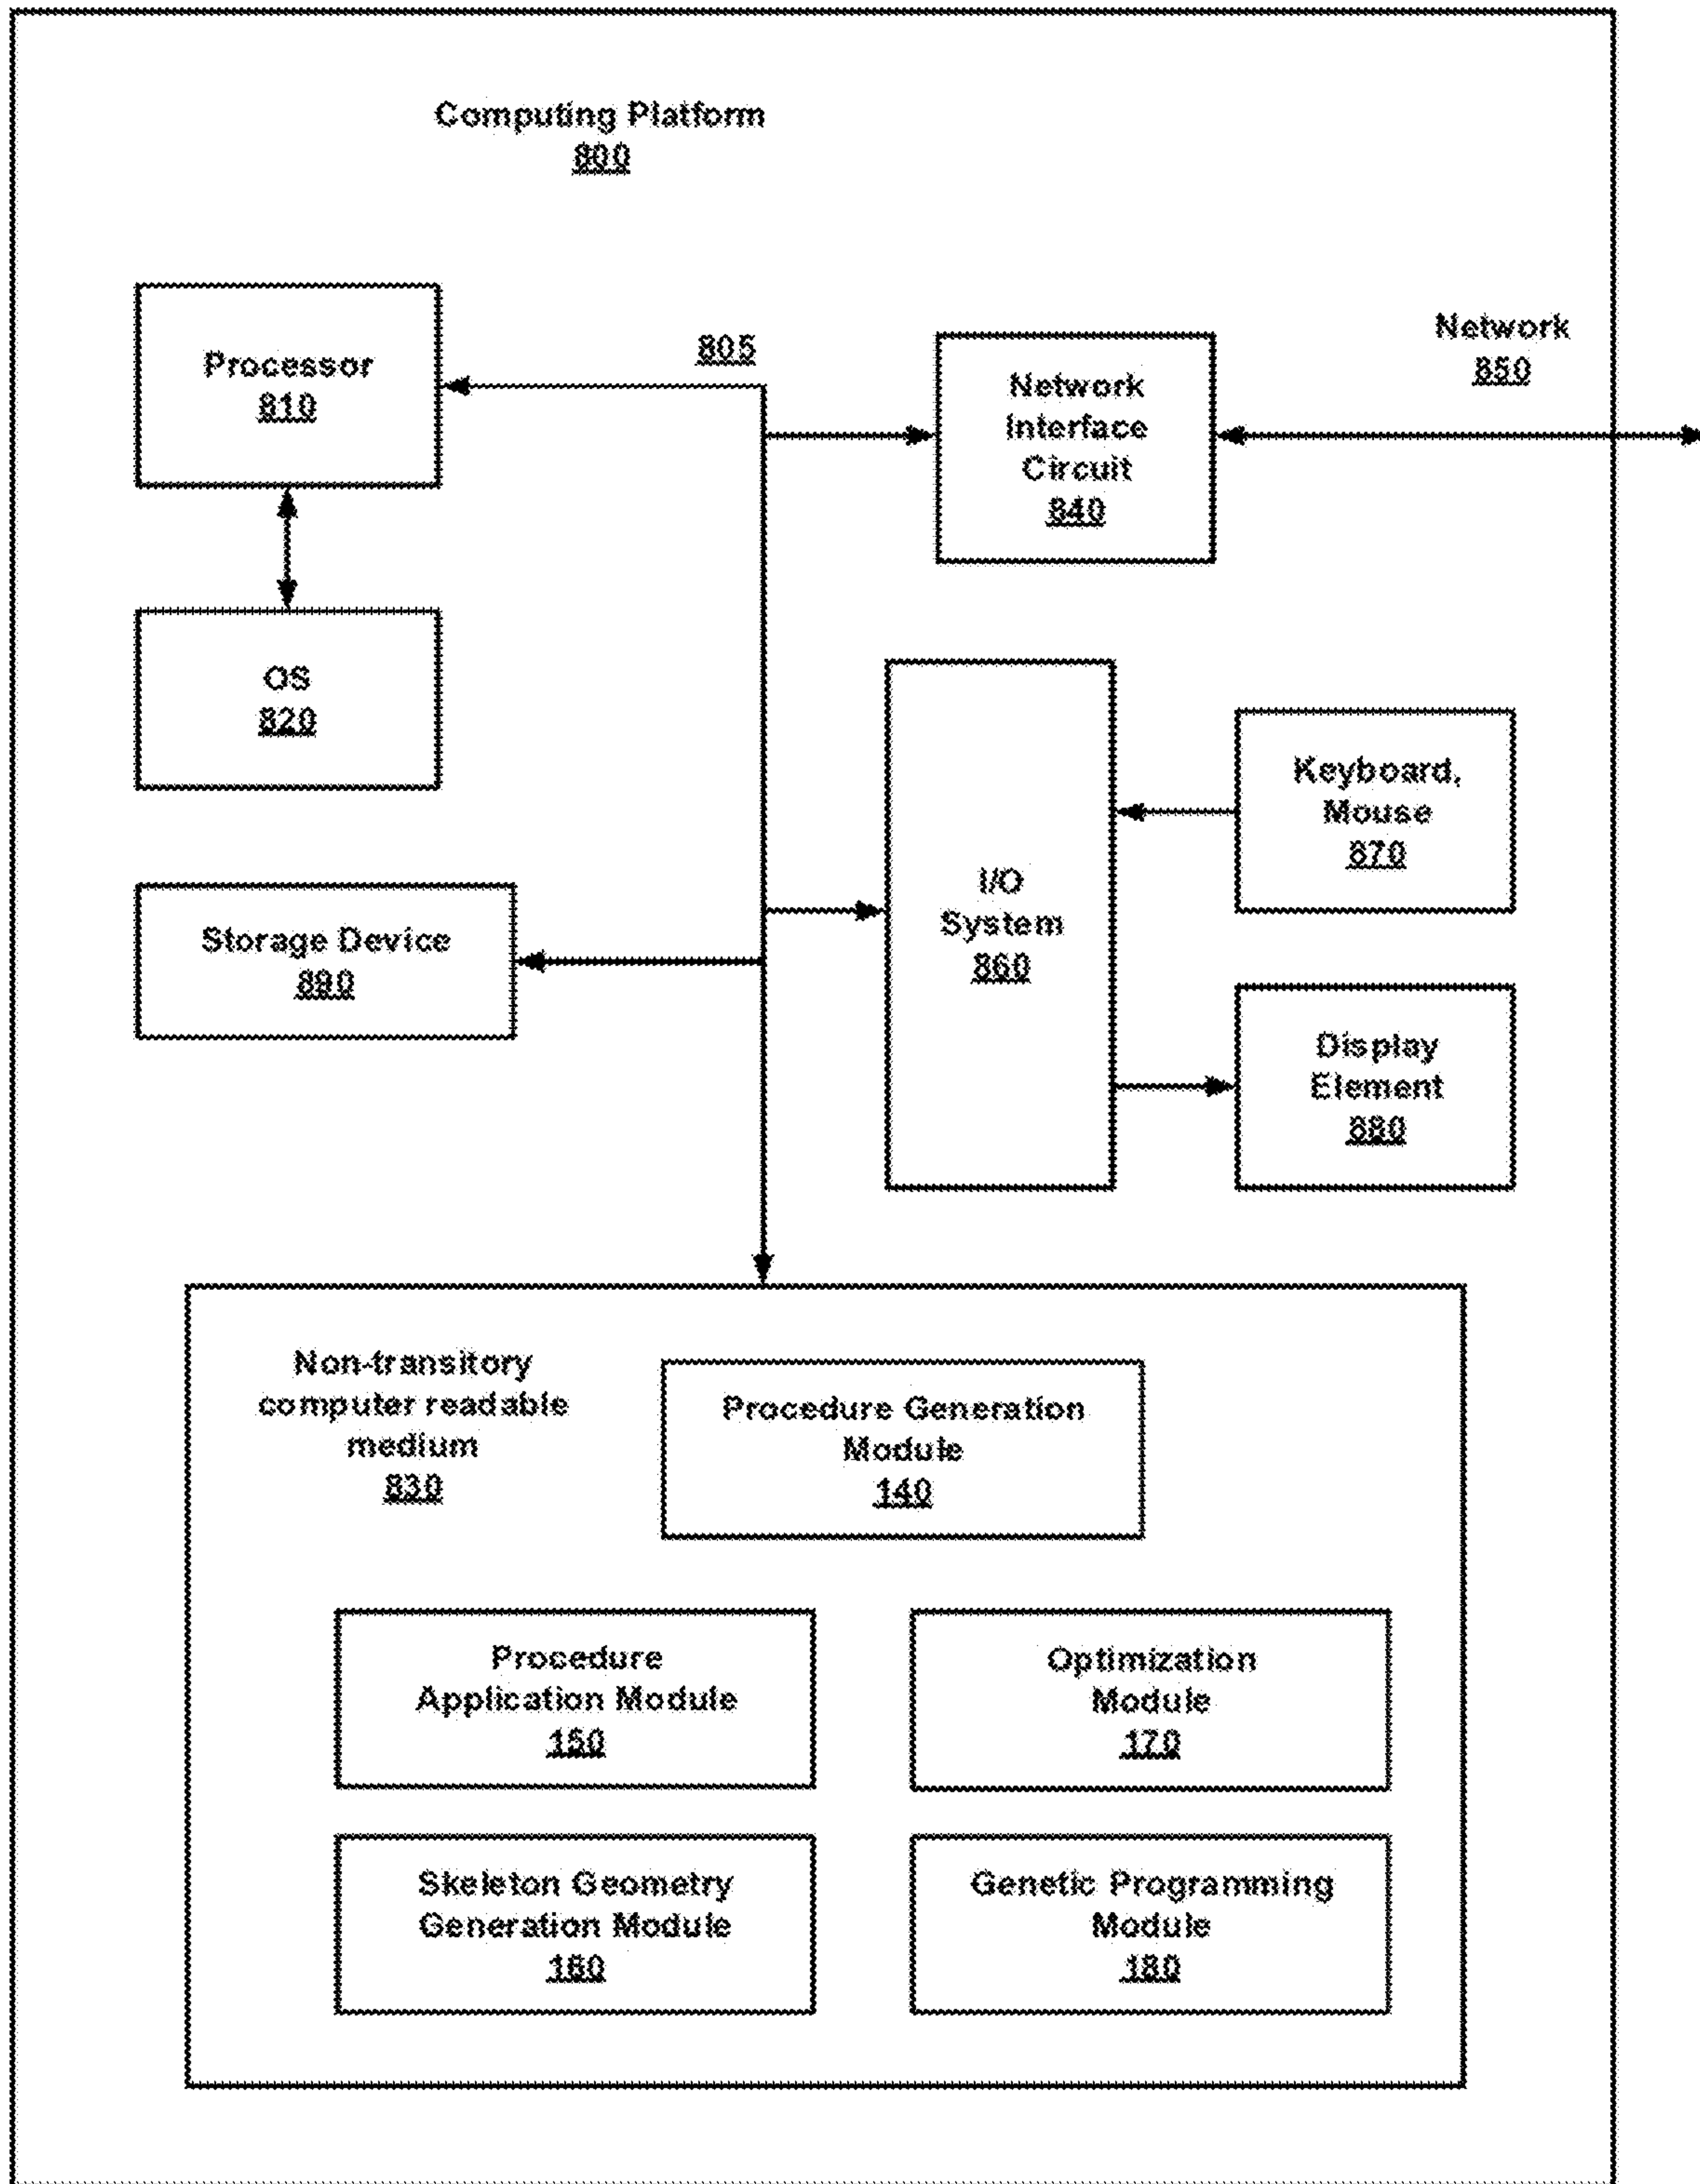 Computing Platform
800
Processor
810
805
Network
Interface
Circuit
840
Network
850
OS
820
Keyboard,
Mouse
870
I/O
System
860
Storage Device
890
Display
Element
880
Non-transitory
computer readable
medium
830
Procedure Generation
Module
140
Procedure
Application Module
150
Optimization
Module
170
Skeleton Geometry
Generation Module
160
Genetic Programming
Module
180